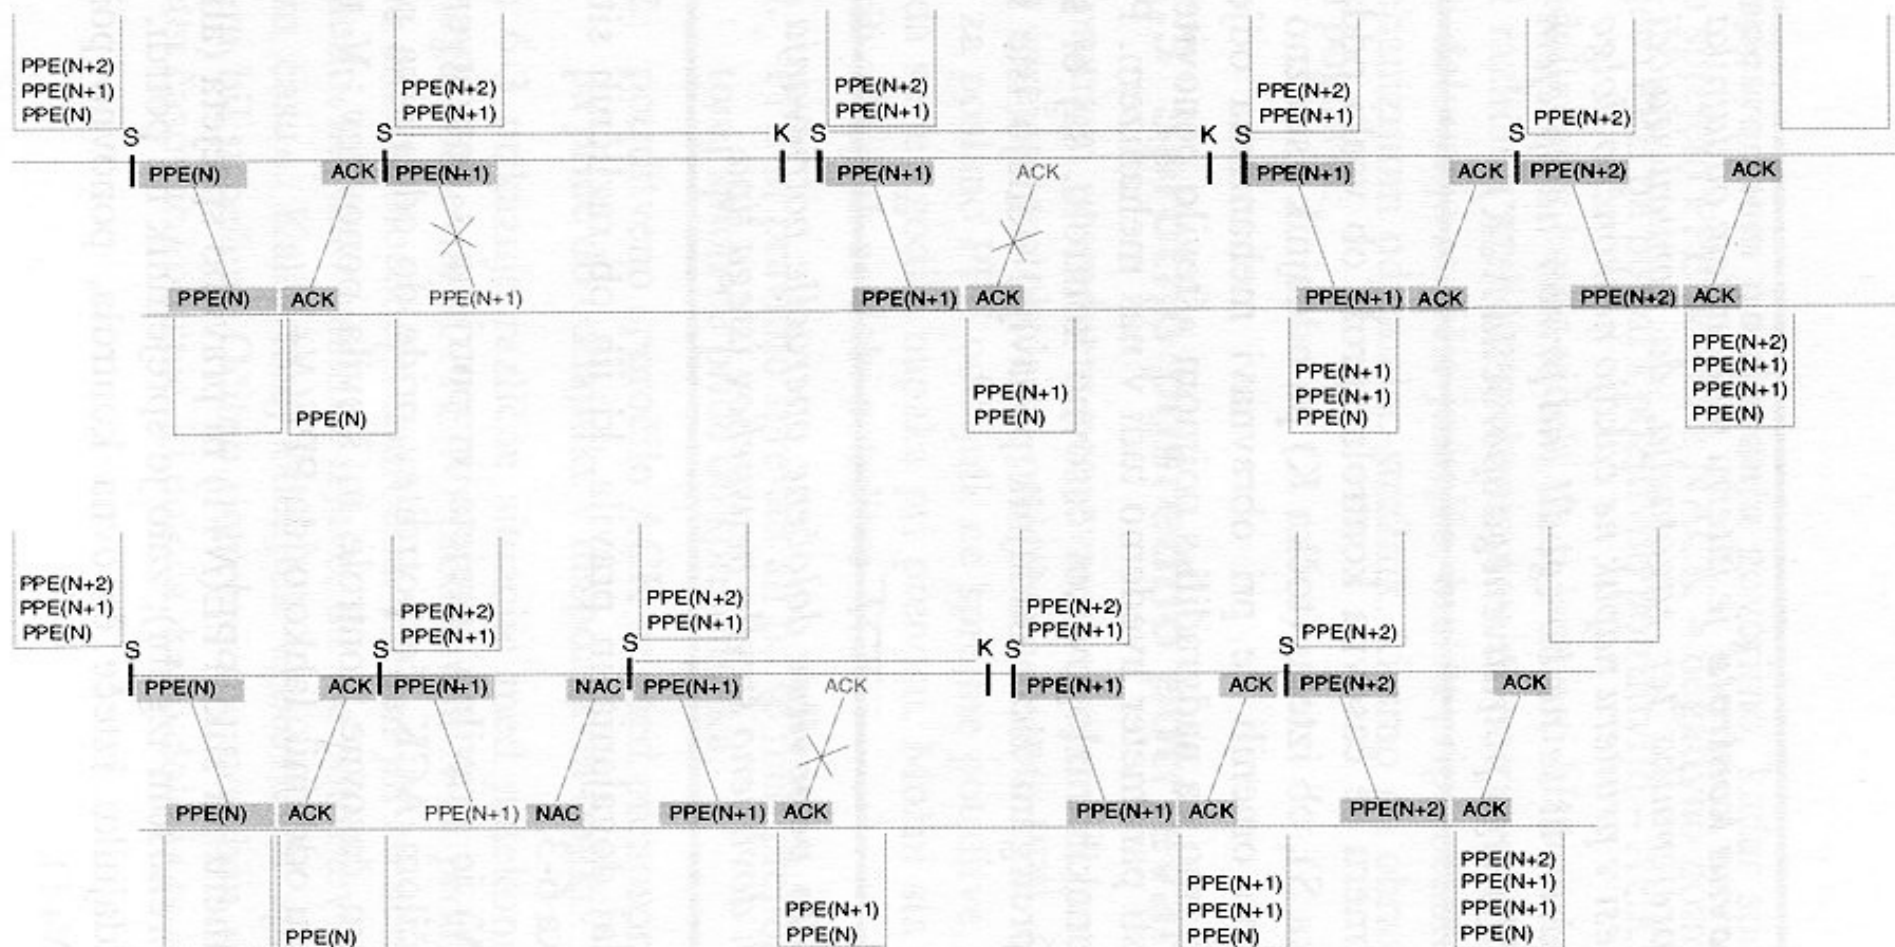 PPE(N+2)
PPE(N+1)
PPE(N)
PPE(N+2)
PPE(N+1)
PPE(N+2)
PPE(N+1)
PPE(N+2)
PPE(N+1)
PPE(N+2)
S S K S K S S
PPE(N) ACK PPE(N+1) PPE(N+1) ACK PPE(N+1) ACK PPE(N+2) ACK
PPE(N) ACK PPE(N+1) PPE(N+1) ACK PPE(N+1) ACK PPE(N+2) ACK
PPE(N)
PPE(N+1)
PPE(N)
PPE(N+1)
PPE(N+1)
PPE(N)
PPE(N+2)
PPE(N+1)
PPE(N+1)
PPE(N)
PPE(N+2)
PPE(N+1)
PPE(N)
PPE(N+2)
PPE(N+1)
PPE(N+2)
PPE(N+1)
PPE(N+2)
PPE(N+1)
PPE(N+2)
S S S K S S
PPE(N) ACK PPE(N+1) NAC PPE(N+1) ACK PPE(N+1) ACK PPE(N+2) ACK
PPE(N) ACK PPE(N+1) NAC PPE(N+1) ACK PPE(N+1) ACK PPE(N+2) ACK
PPE(N)
PPE(N+1)
PPE(N)
PPE(N+1)
PPE(N+1)
PPE(N)
PPE(N+2)
PPE(N+1)
PPE(N+1)
PPE(N)